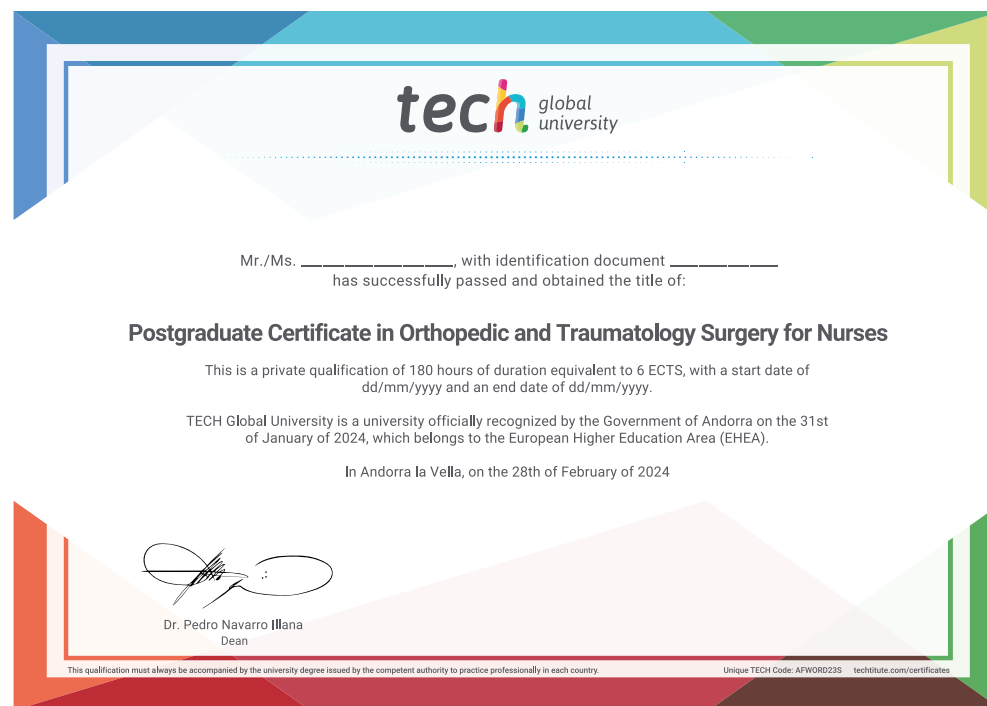 tech global university
Mr./Ms. ____________, with identification document ________
has successfully passed and obtained the title of:
Postgraduate Certificate in Orthopedic and Traumatology Surgery for Nurses
This is a private qualification of 180 hours of duration equivalent to 6 ECTS, with a start date of
dd/mm/yyyy and an end date of dd/mm/yyyy.
TECH Global University is a university officially recognized by the Government of Andorra on the 31st
of January of 2024, which belongs to the European Higher Education Area (EHEA).
In Andorra la Vella, on the 28th of February of 2024
Dr. Pedro Navarro Illana
Dean
This qualification must always be accompanied by the university degree issued by the competent authority to practice professionally in each country.
Unique TECH Code: AFWORD23S techtitute.com/certificates